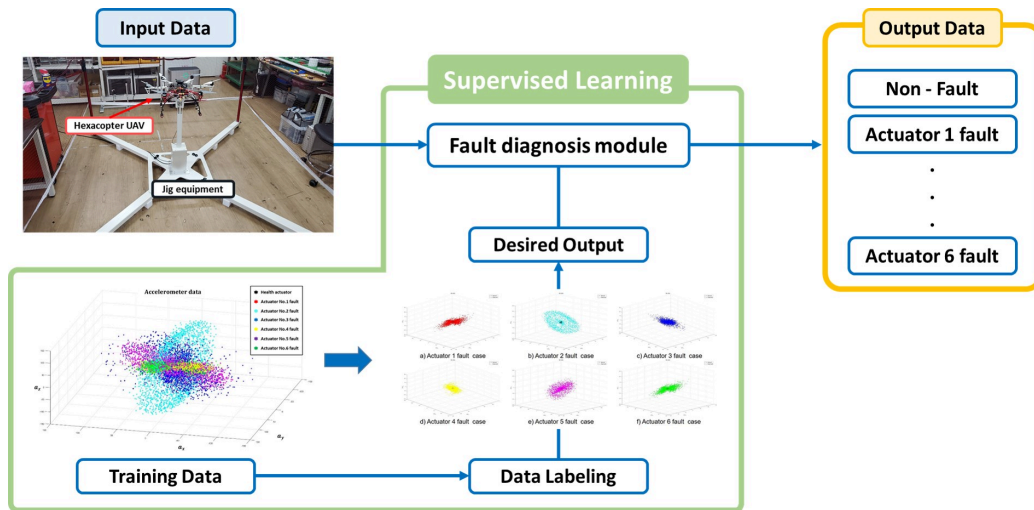 Input Data
Output Data
Supervised Learning
Hexacopter UAV
Jig equipment
Fault diagnosis module
Non - Fault
Actuator 1 fault
.
.
.
Actuator 6 fault
Desired Output
Accelerometer data
Health actuator
Actuator No.1 fault
Actuator No.2 fault
Actuator No.3 fault
Actuator No.4 fault
Actuator No.5 fault
Actuator No.6 fault
a) Actuator 1 fault case
b) Actuator 2 fault case
c) Actuator 3 fault case
d) Actuator 4 fault case
e) Actuator 5 fault case
f) Actuator 6 fault case
Training Data
Data Labeling